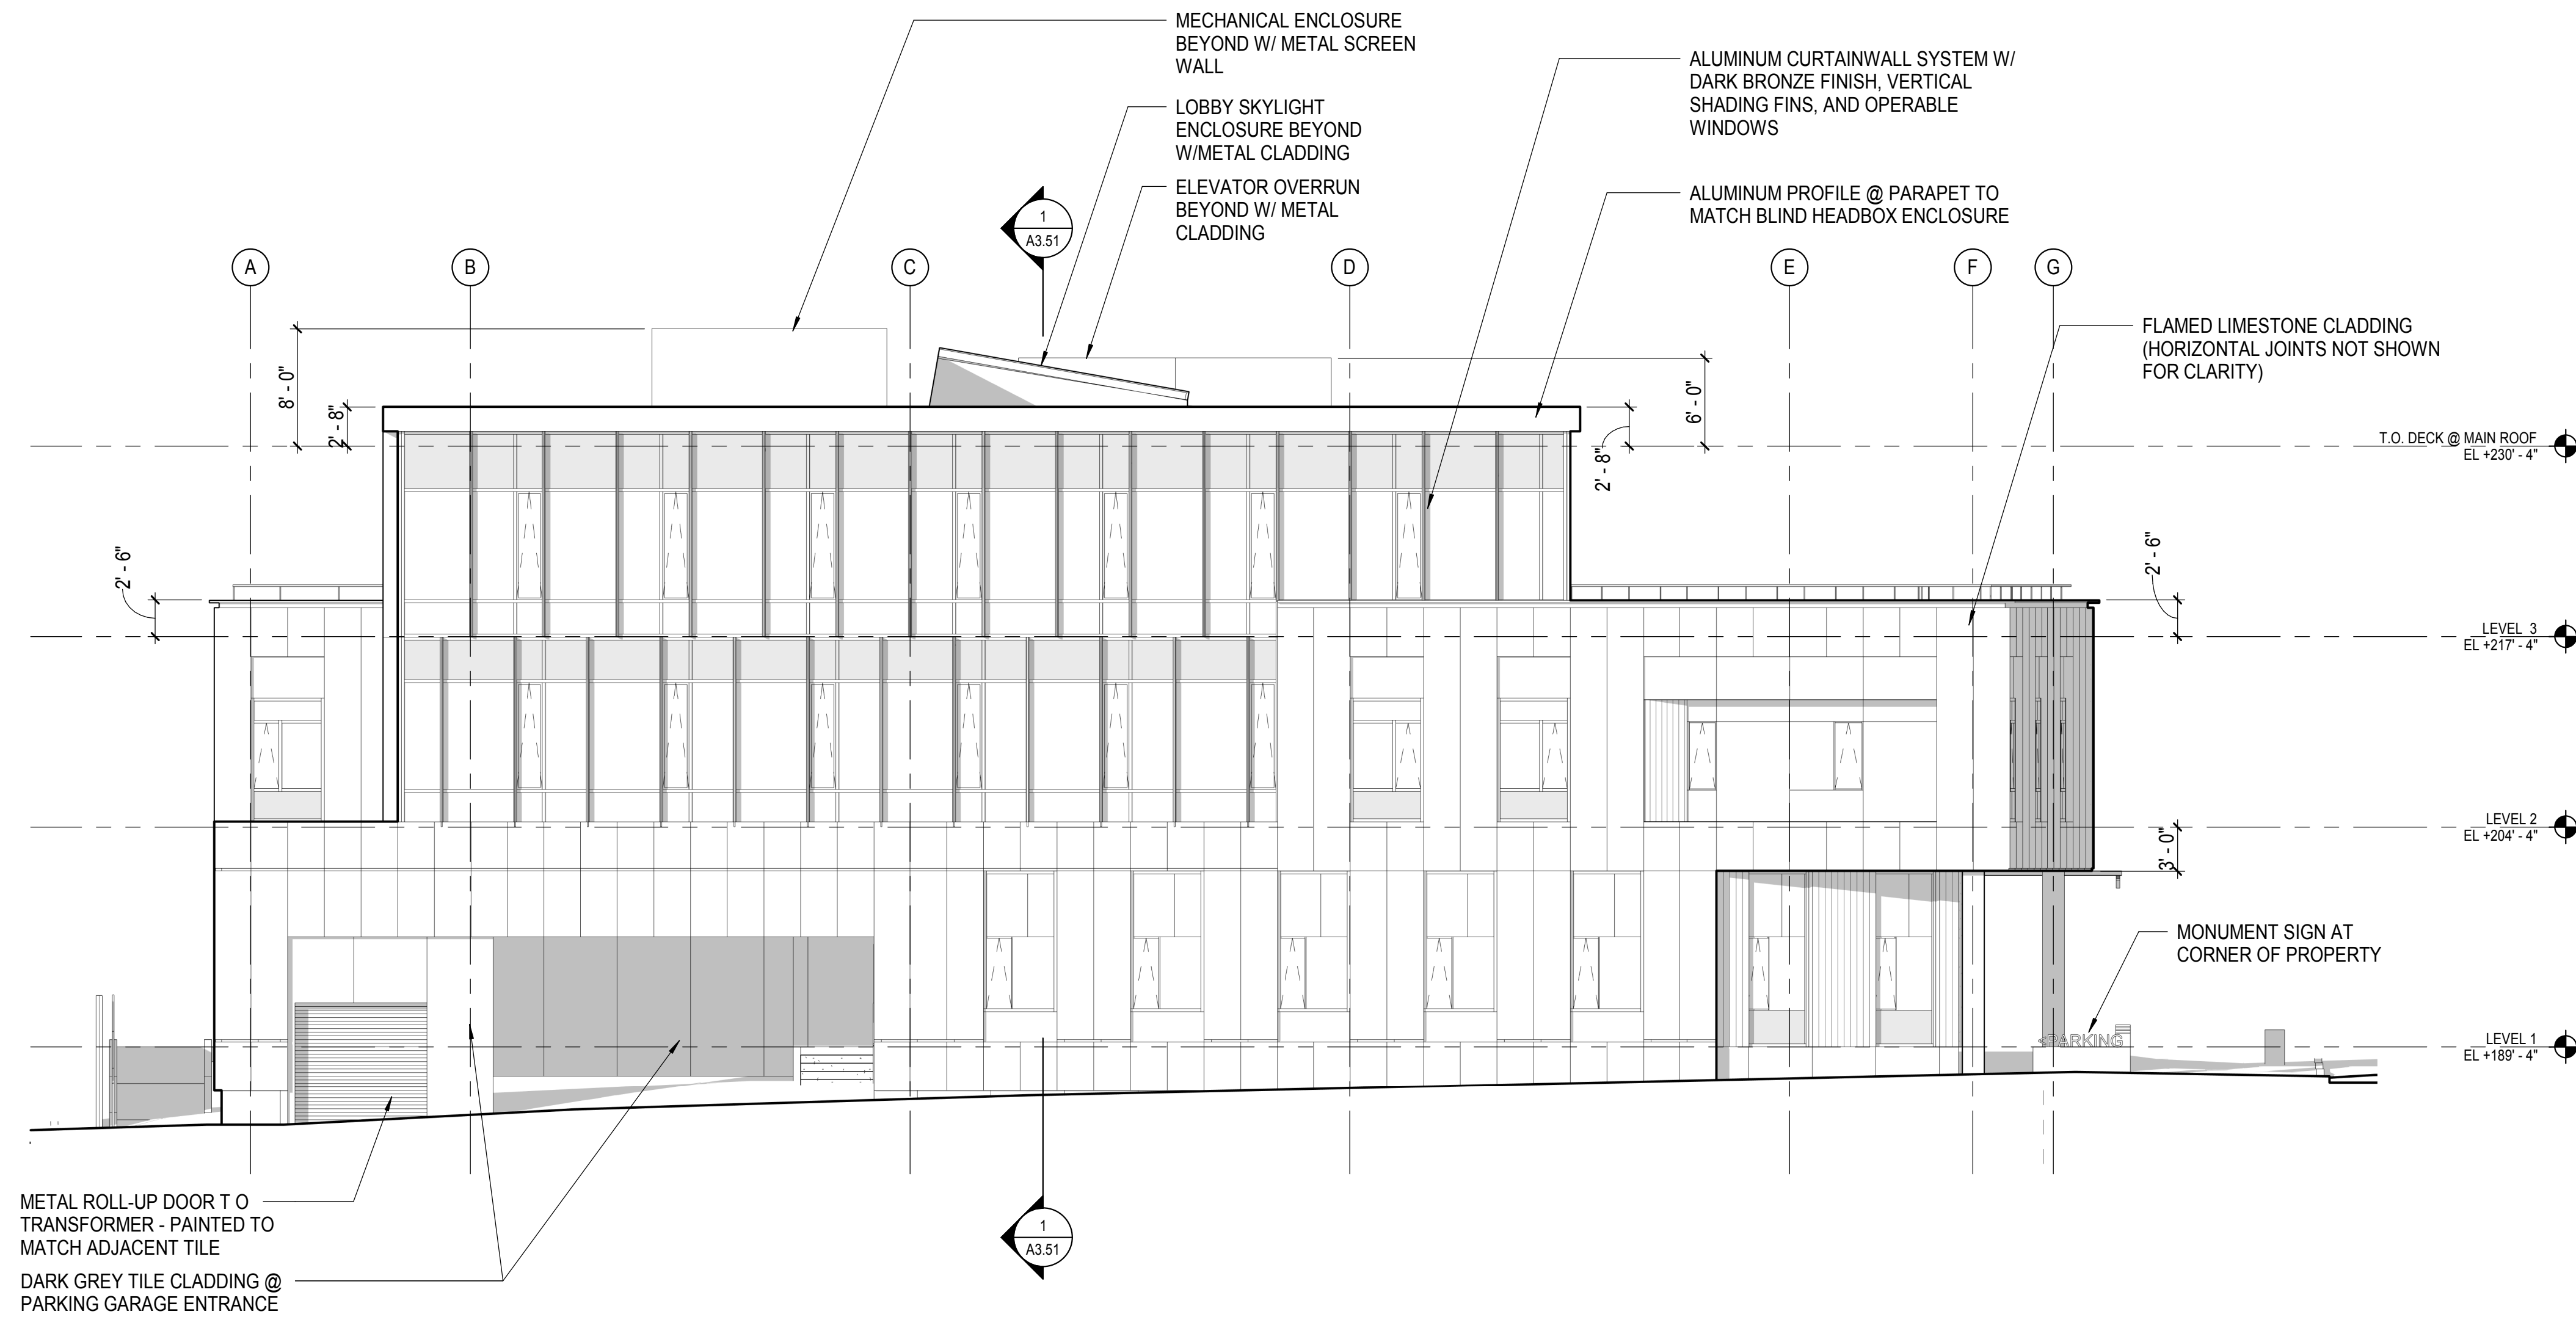 MECHANICAL ENCLOSURE
BEYOND W/ METAL SCREEN
WALL
LOBBY SKYLIGHT
ENCLOSURE BEYOND
W/METAL CLADDING
ELEVATOR OVERRUN
BEYOND W/ METAL
CLADDING
ALUMINUM CURTAINWALL SYSTEM W/
DARK BRONZE FINISH, VERTICAL
SHADING FINS, AND OPERABLE
WINDOWS
ALUMINUM PROFILE @ PARAPET TO
MATCH BLIND HEADBOX ENCLOSURE
1
A3.51
A
B
C
D
E
F
G
FLAMED LIMESTONE CLADDING
(HORIZONTAL JOINTS NOT SHOWN
FOR CLARITY)
8' - 0"
2' - 8"
6' - 0"
2' - 8"
T.O. DECK @ MAIN ROOF
EL +230' - 4"
2' - 6"
2' - 6"
LEVEL 3
EL +217' - 4"
LEVEL 2
EL +204' - 4"
3' - 0"
MONUMENT SIGN AT
CORNER OF PROPERTY
<PARKING
LEVEL 1
EL +189' - 4"
METAL ROLL-UP DOOR T O
TRANSFORMER - PAINTED TO
MATCH ADJACENT TILE
DARK GREY TILE CLADDING @
PARKING GARAGE ENTRANCE
1
A3.51